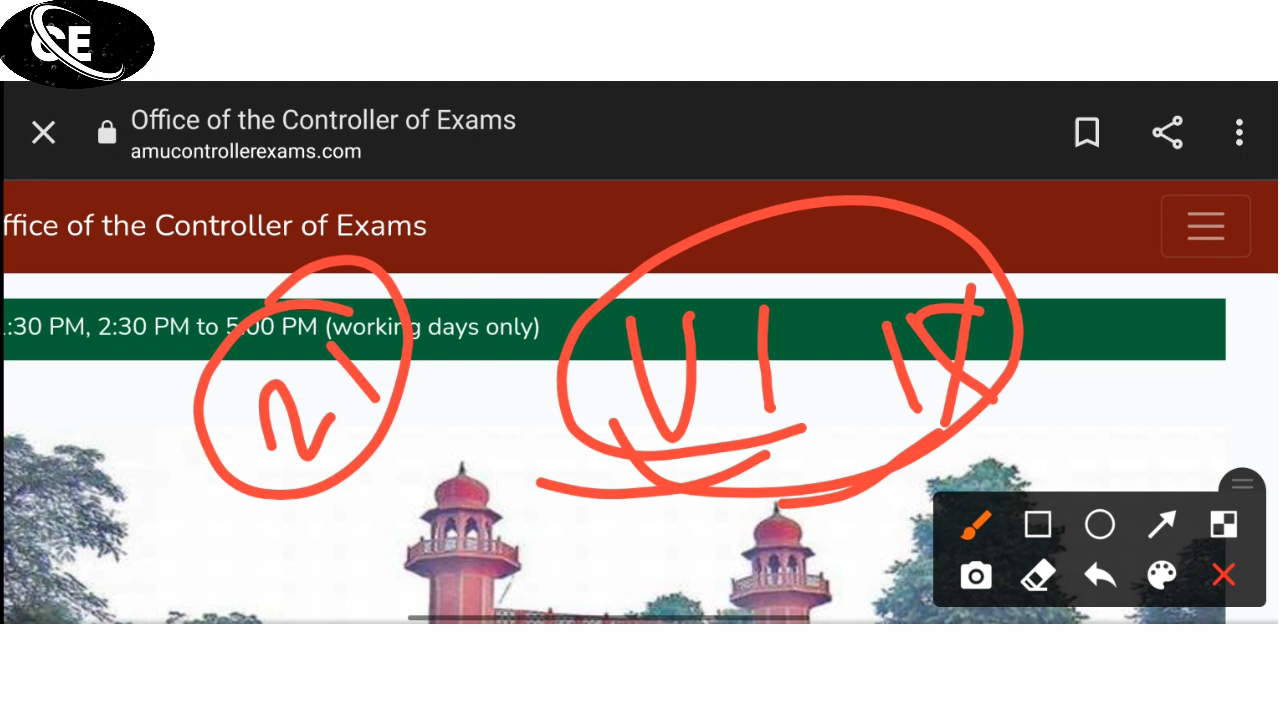 CE
Office of the Controller of Exams
amucontrollerexams.com
ffice of the Controller of Exams
:30 PM, 2:30 PM to 5:00 PM (working days only)
21 VI IX